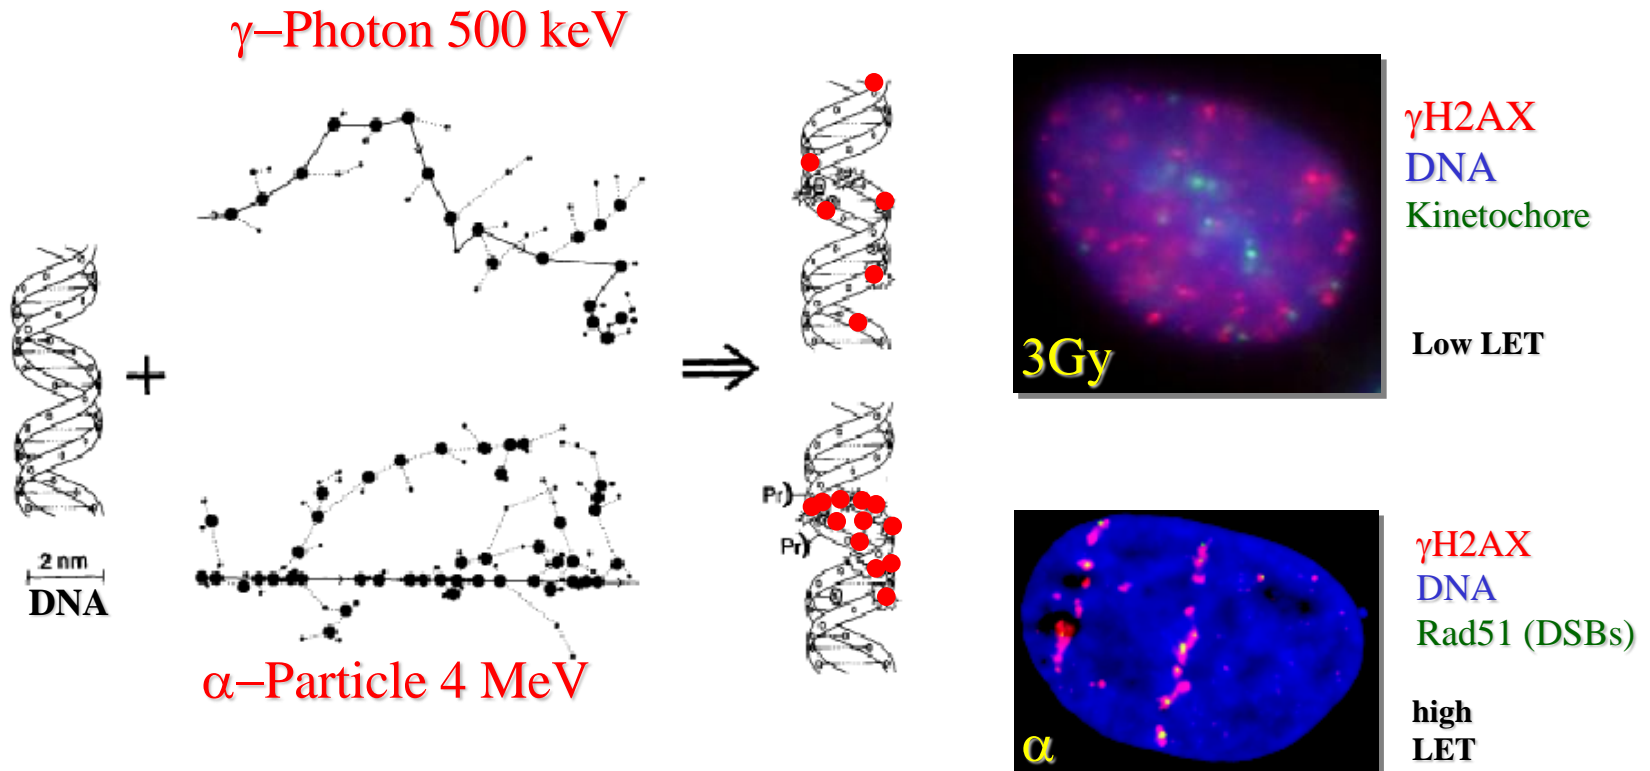 γ–Photon 500 keV
γH2AX
DNA
Kinetochore
Low LET
3Gy
+
⇒
2 nm
DNA
Pr)
Pr)
α–Particle 4 MeV
γH2AX
DNA
Rad51 (DSBs)
high
LET
α